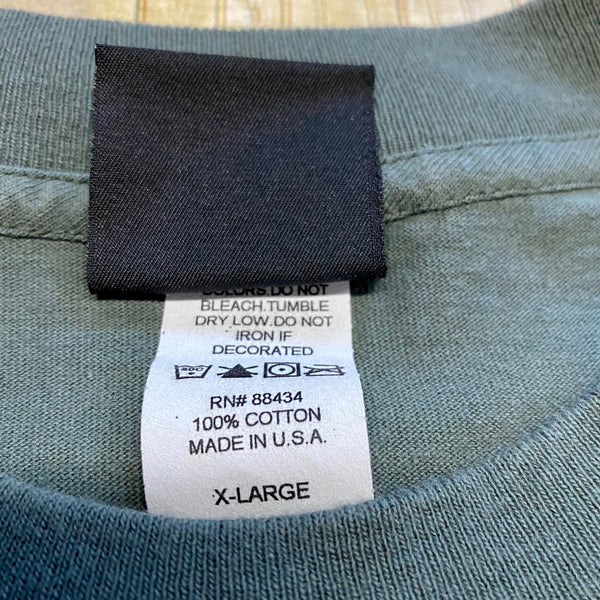 COLORS.DO NOT
BLEACH.TUMBLE
DRY LOW.DO NOT
IRON IF
DECORATED
RN# 88434
100% COTTON
MADE IN U.S.A.
X-LARGE